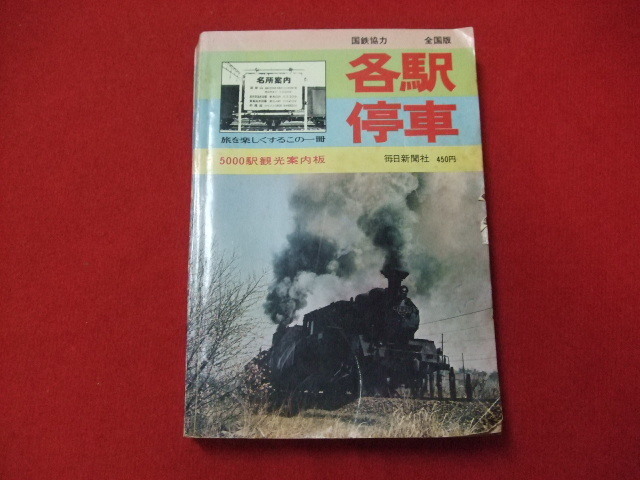 国鉄協力 全国版
各駅
停車
名所案内
旅を楽しくするこの一冊
5000駅観光案内板
毎日新聞社 450円